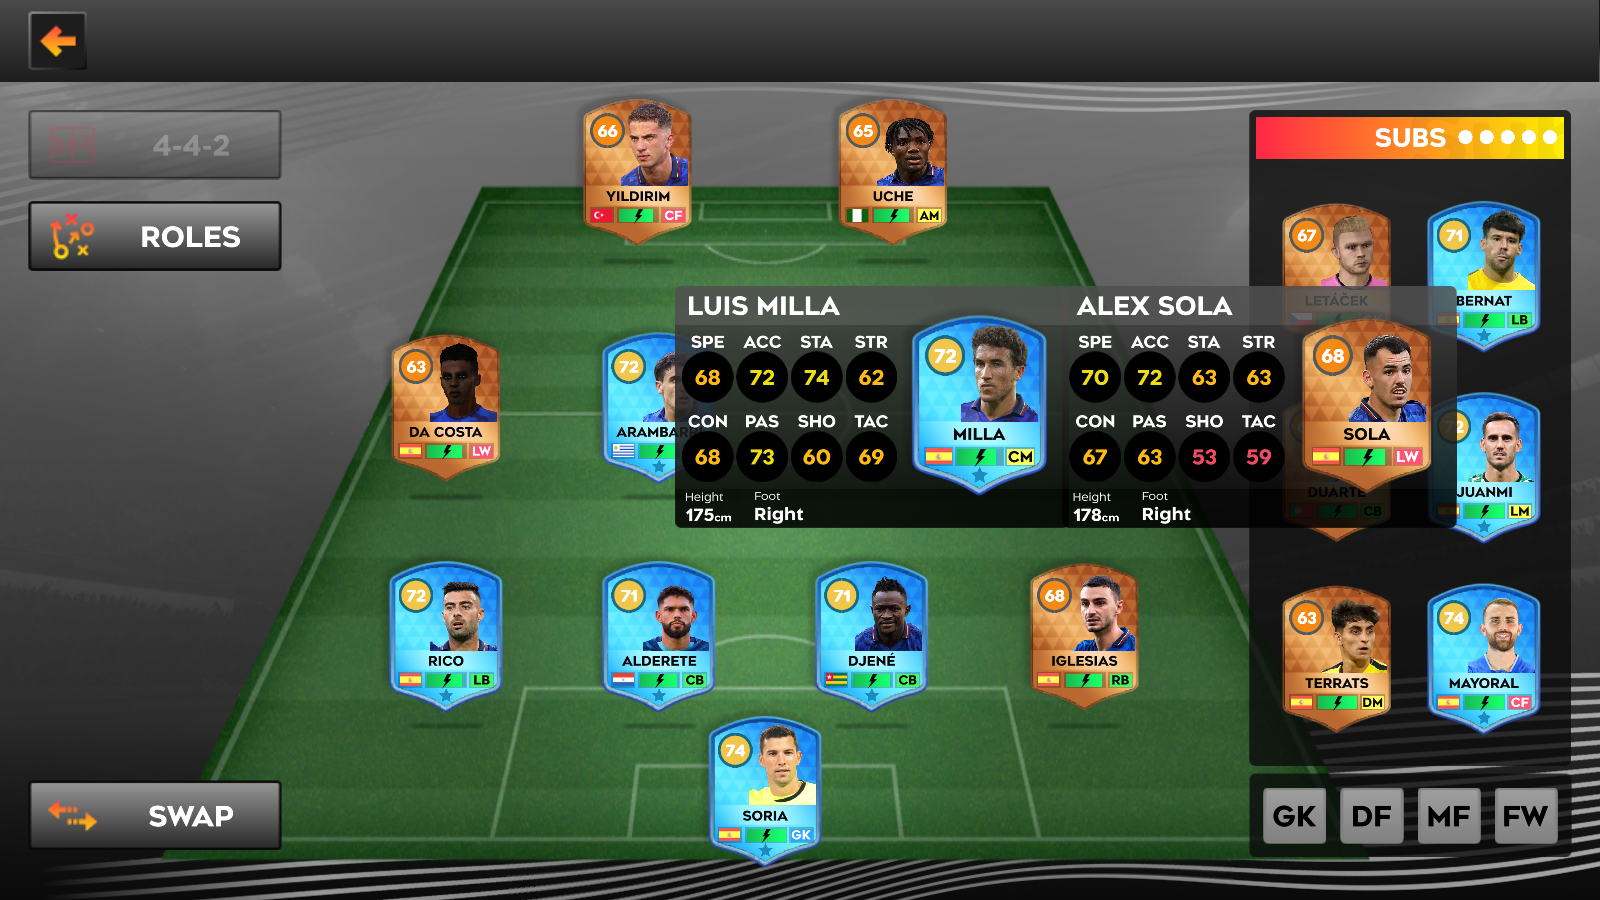 4-4-2
ROLES
SWAP
66
YILDIRIM
CF
65
UCHE
AM
63
DA COSTA
LW
72
ARAMBARRI
LUIS MILLA
SPE ACC STA STR
68 72 74 62
CON PAS SHO TAC
68 73 60 69
Height Foot
175cm Right
72
MILLA
CM
ALEX SOLA
SPE ACC STA STR
70 72 63 63
CON PAS SHO TAC
67 63 53 59
Height Foot
178cm Right
68
SOLA
LW
72
RICO
LB
71
ALDERETE
CB
71
DJENÉ
CB
68
IGLESIAS
RB
74
SORIA
GK
SUBS
67
LETÁČEK
71
BERNAT
LB
DUARTE
CB
72
JUANMI
LM
63
TERRATS
DM
74
MAYORAL
CF
GK DF MF FW